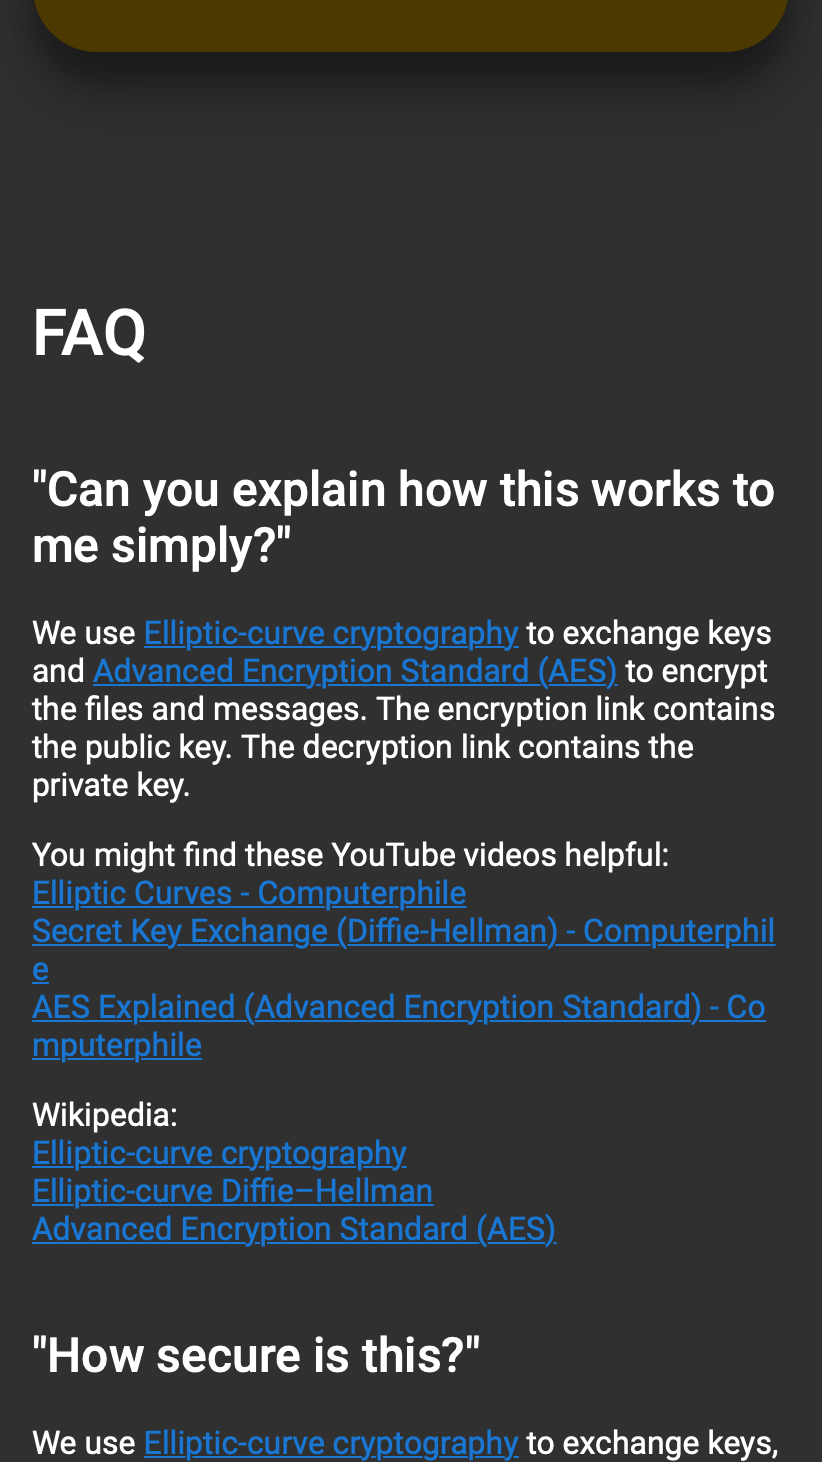 FAQ
"Can you explain how this works to
me simply?"
We use Elliptic-curve cryptography to exchange keys
and Advanced Encryption Standard (AES) to encrypt
the files and messages. The encryption link contains
the public key. The decryption link contains the
private key.
You might find these YouTube videos helpful:
Elliptic Curves - Computerphile
Secret Key Exchange (Diffie-Hellman) - Computerphil
e
AES Explained (Advanced Encryption Standard) - Co
mputerphile
Wikipedia:
Elliptic-curve cryptography
Elliptic-curve Diffie–Hellman
Advanced Encryption Standard (AES)
"How secure is this?"
We use Elliptic-curve cryptography to exchange keys,